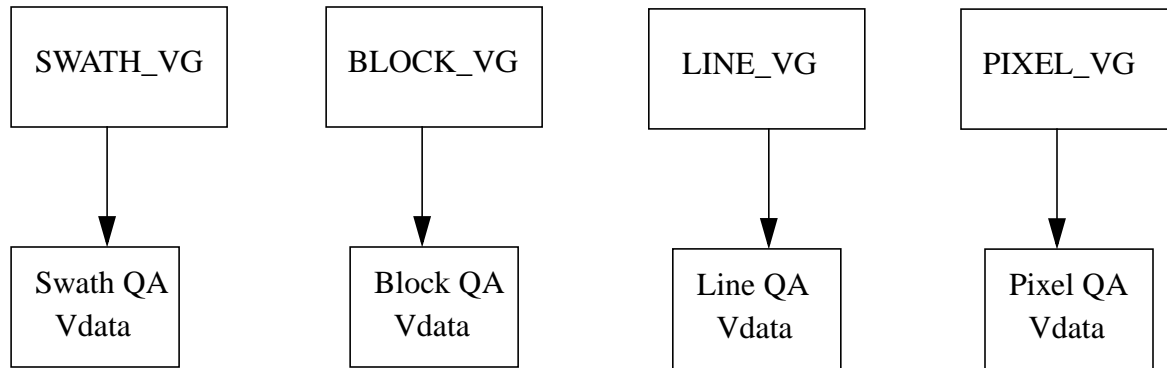 SWATH_VG
BLOCK_VG
LINE_VG
PIXEL_VG
Swath QA
Vdata
Block QA
Vdata
Line QA
Vdata
Pixel QA
Vdata